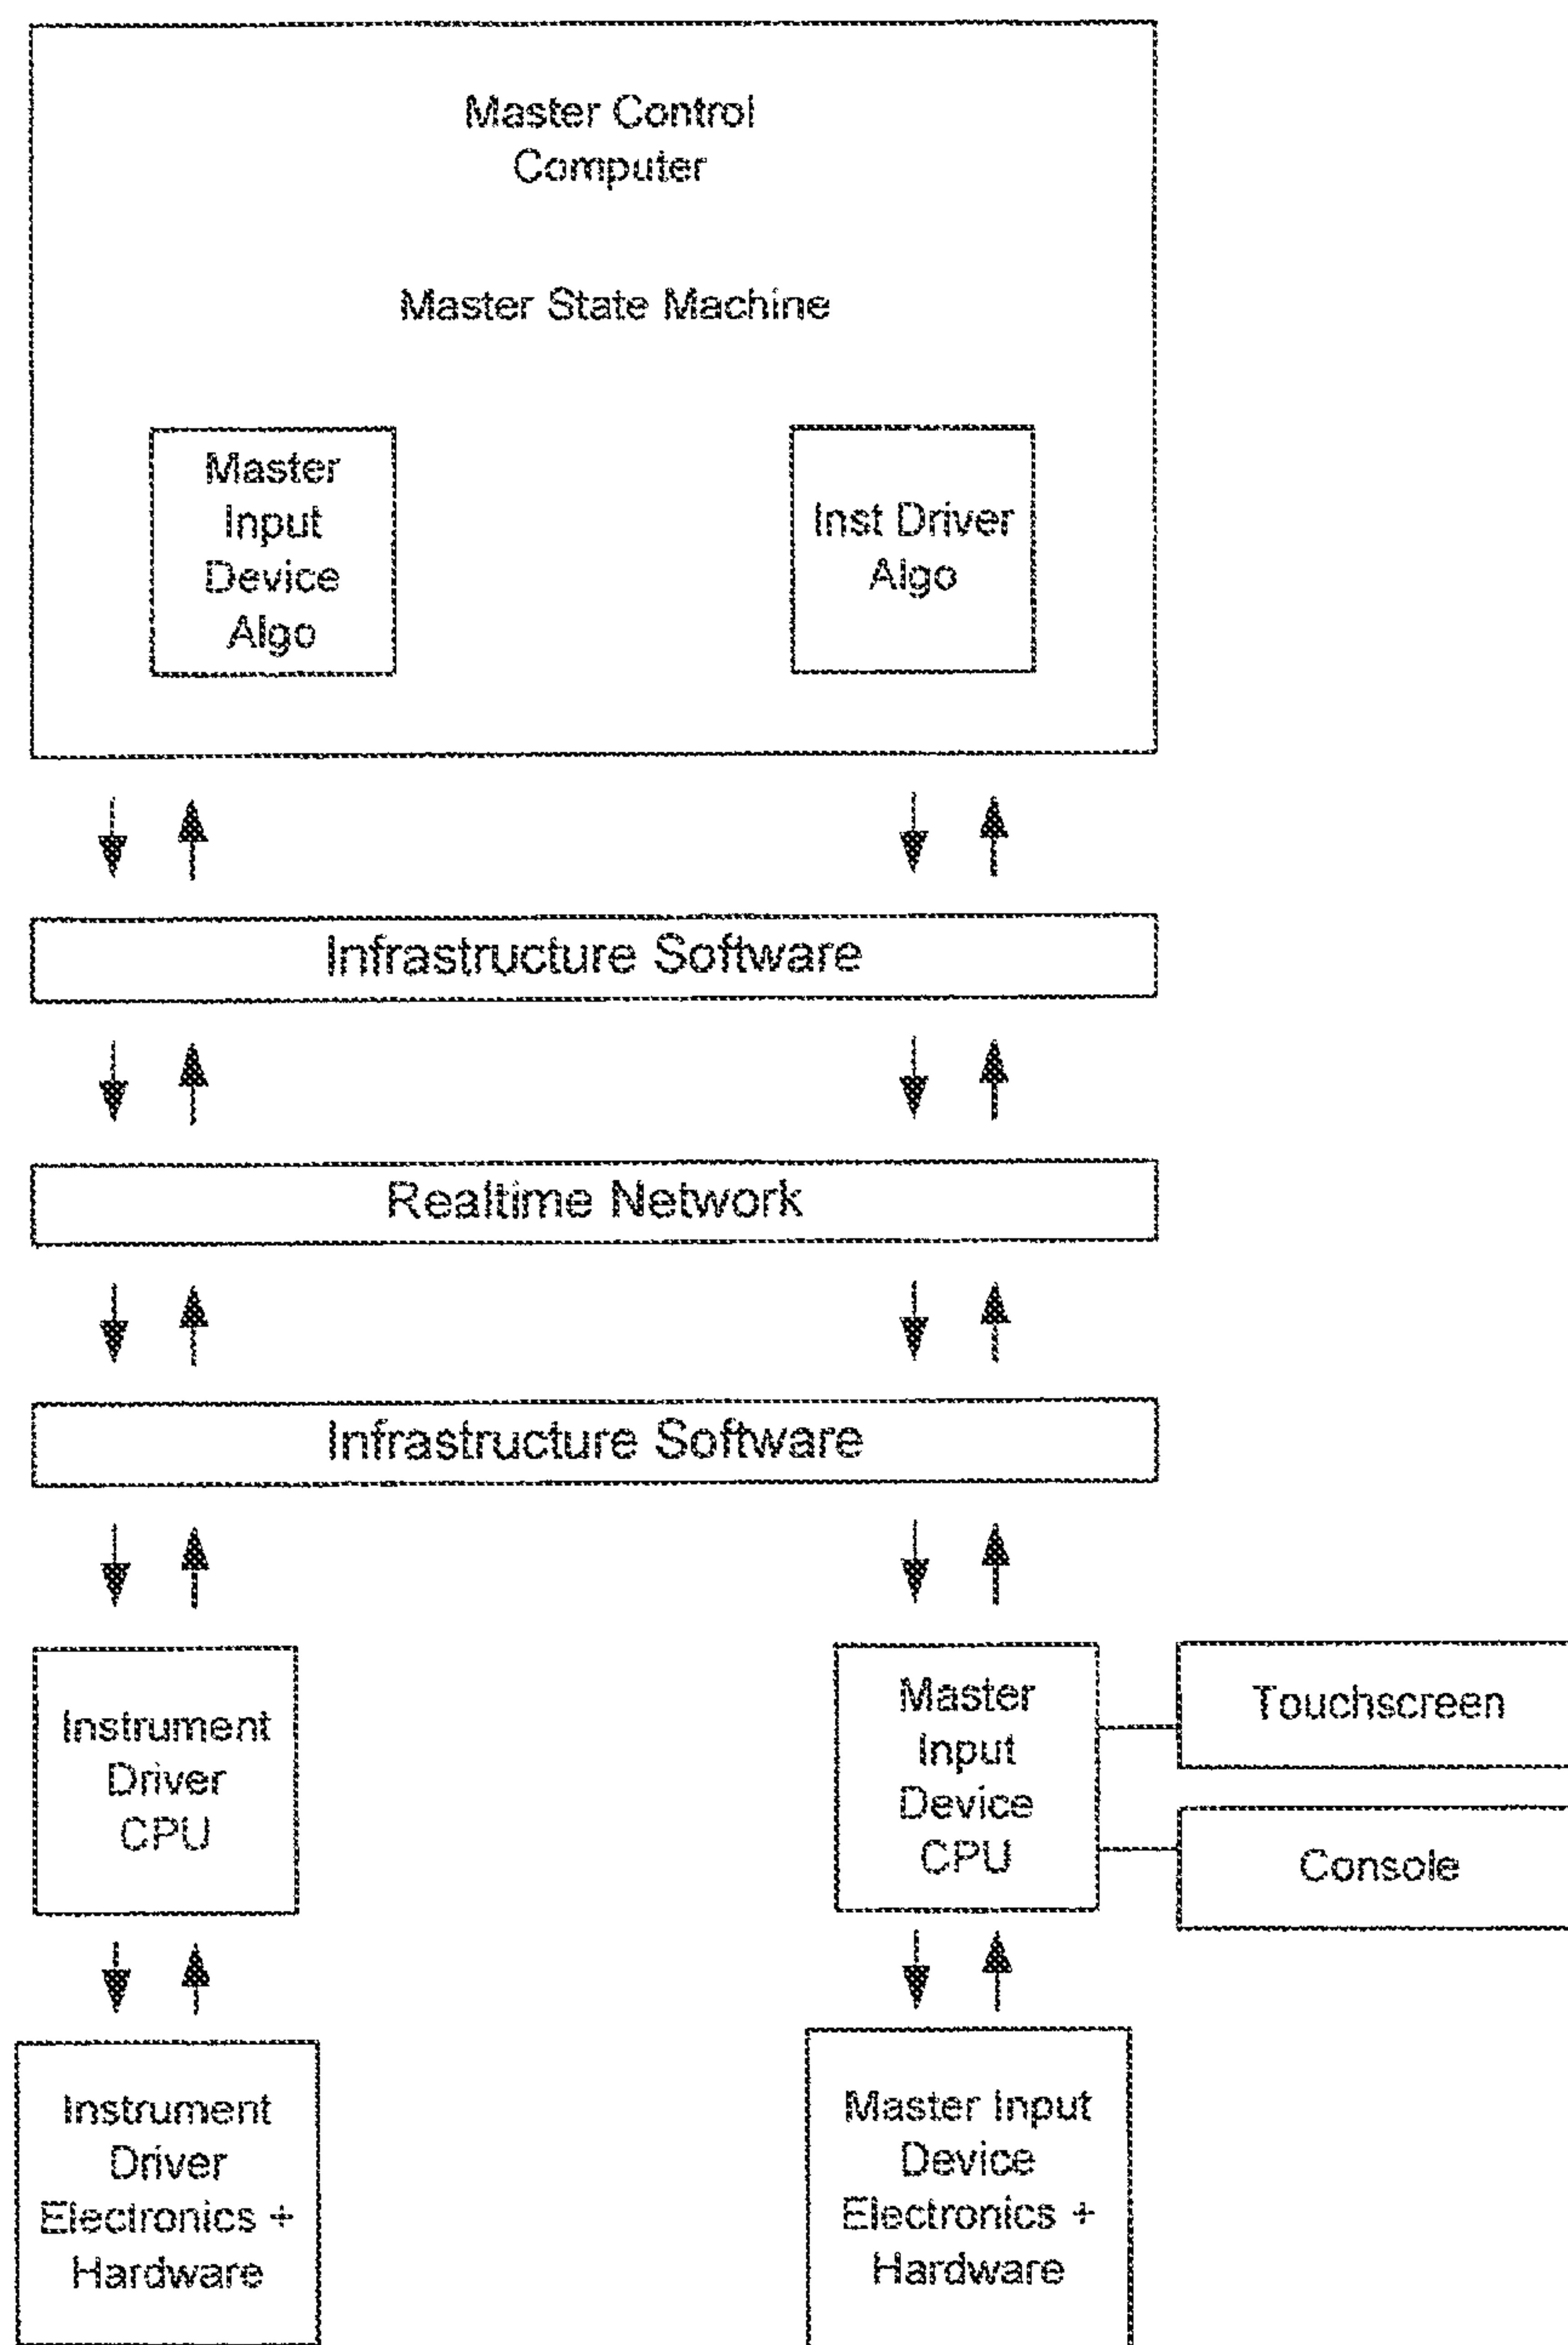 Master Control
Computer
Master State Machine
Master
Input
Device
Algo
Inst Driver
Algo
Infrastructure Software
Realtime Network
Infrastructure Software
Instrument
Driver
CPU
Master
Input
Device
CPU
Touchscreen
Console
Instrument
Driver
Electronics +
Hardware
Master Input
Device
Electronics +
Hardware